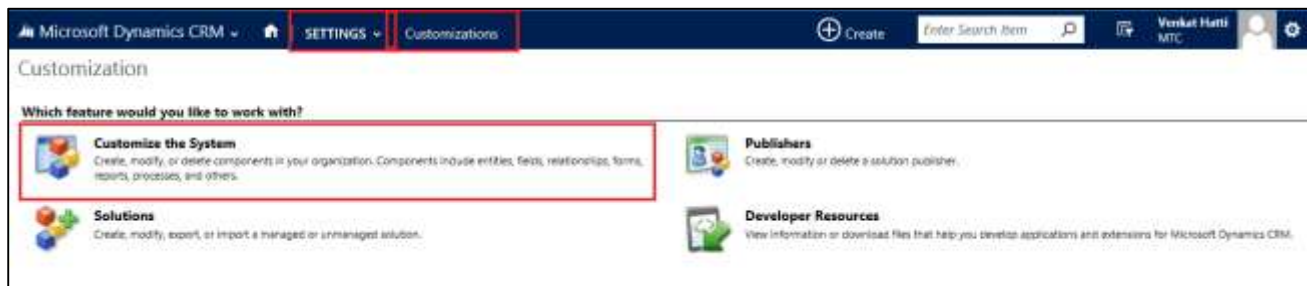 Microsoft Dynamics CRM SETTINGS Customizations Create Enter Search Item Venkat Hatti
MTC
Customization
Which feature would you like to work with?
Customize the System
Create, modify, or delete components in your organization. Components include entities, fields, relationships, forms,
reports, processes, and others.
Publishers
Create, modify or delete a solution publisher.
Solutions
Create, modify, export, or import a managed or unmanaged solution.
Developer Resources
View information or download files that help you develop applications and extensions for Microsoft Dynamics CRM.